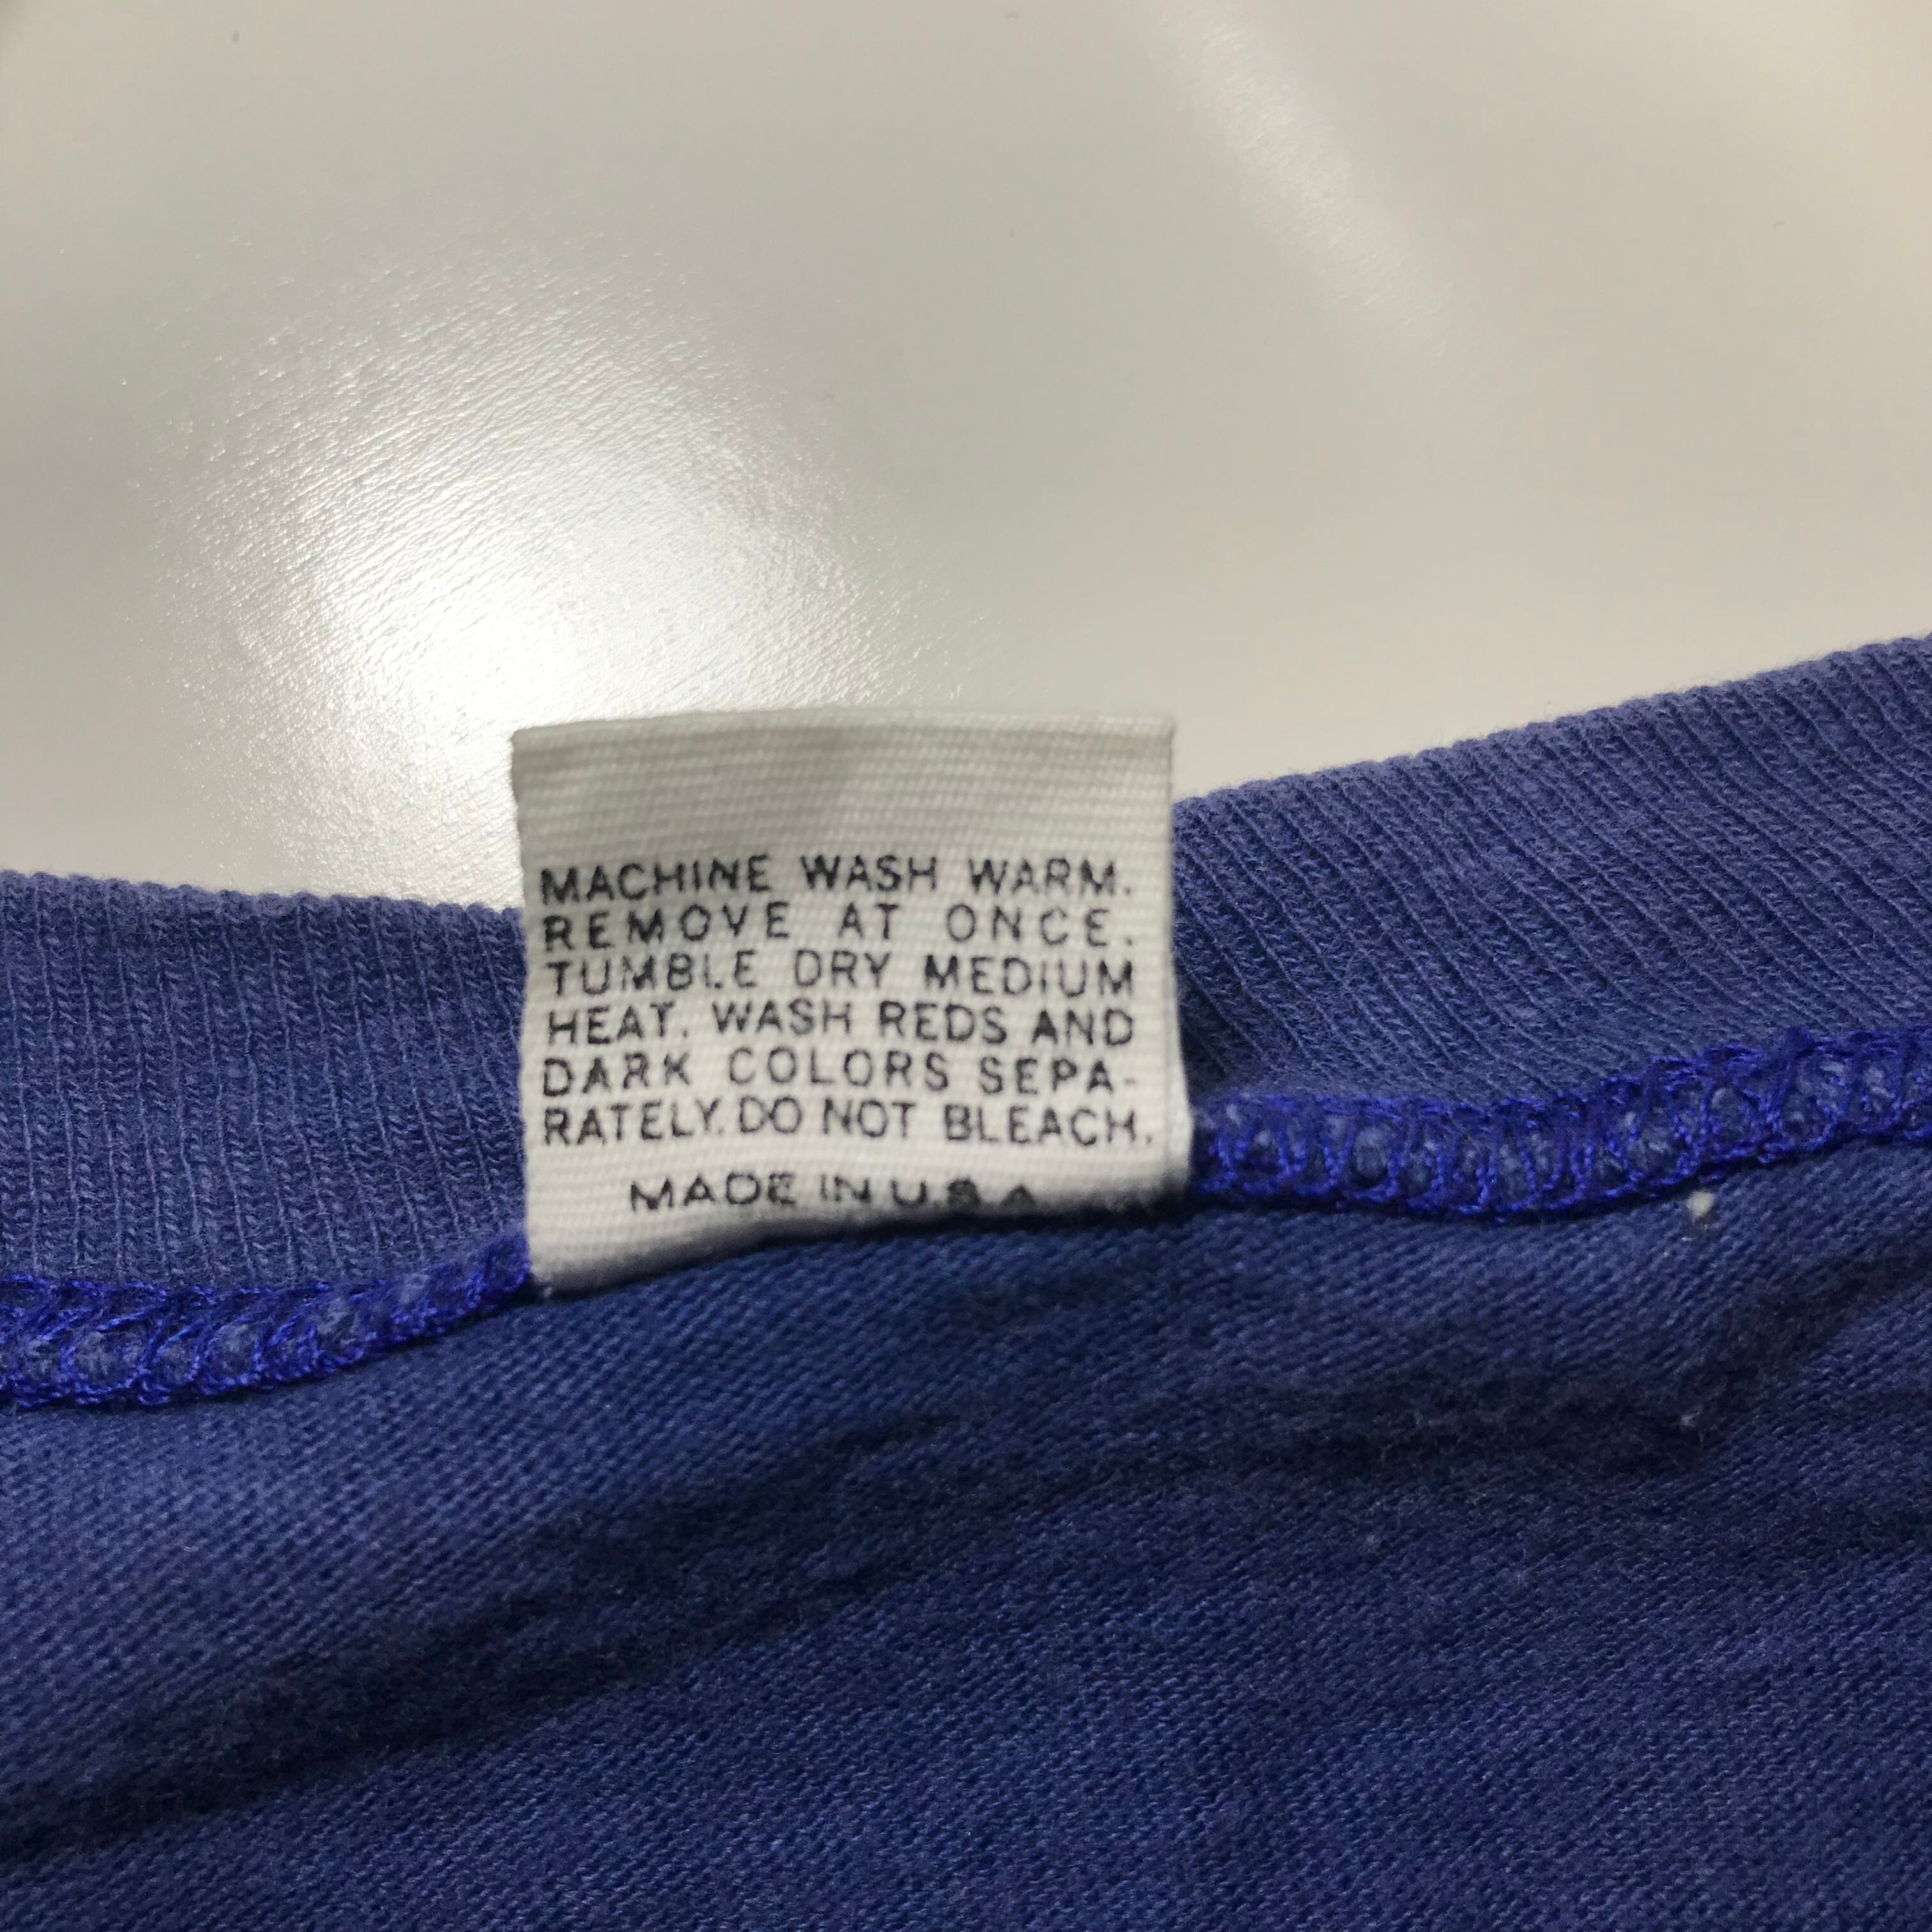 MACHINE WASH WARM.
REMOVE AT ONCE.
TUMBLE DRY MEDIUM
HEAT. WASH REDS AND
DARK COLORS SEPA-
RATELY. DO NOT BLEACH.
MADE IN U.S.A